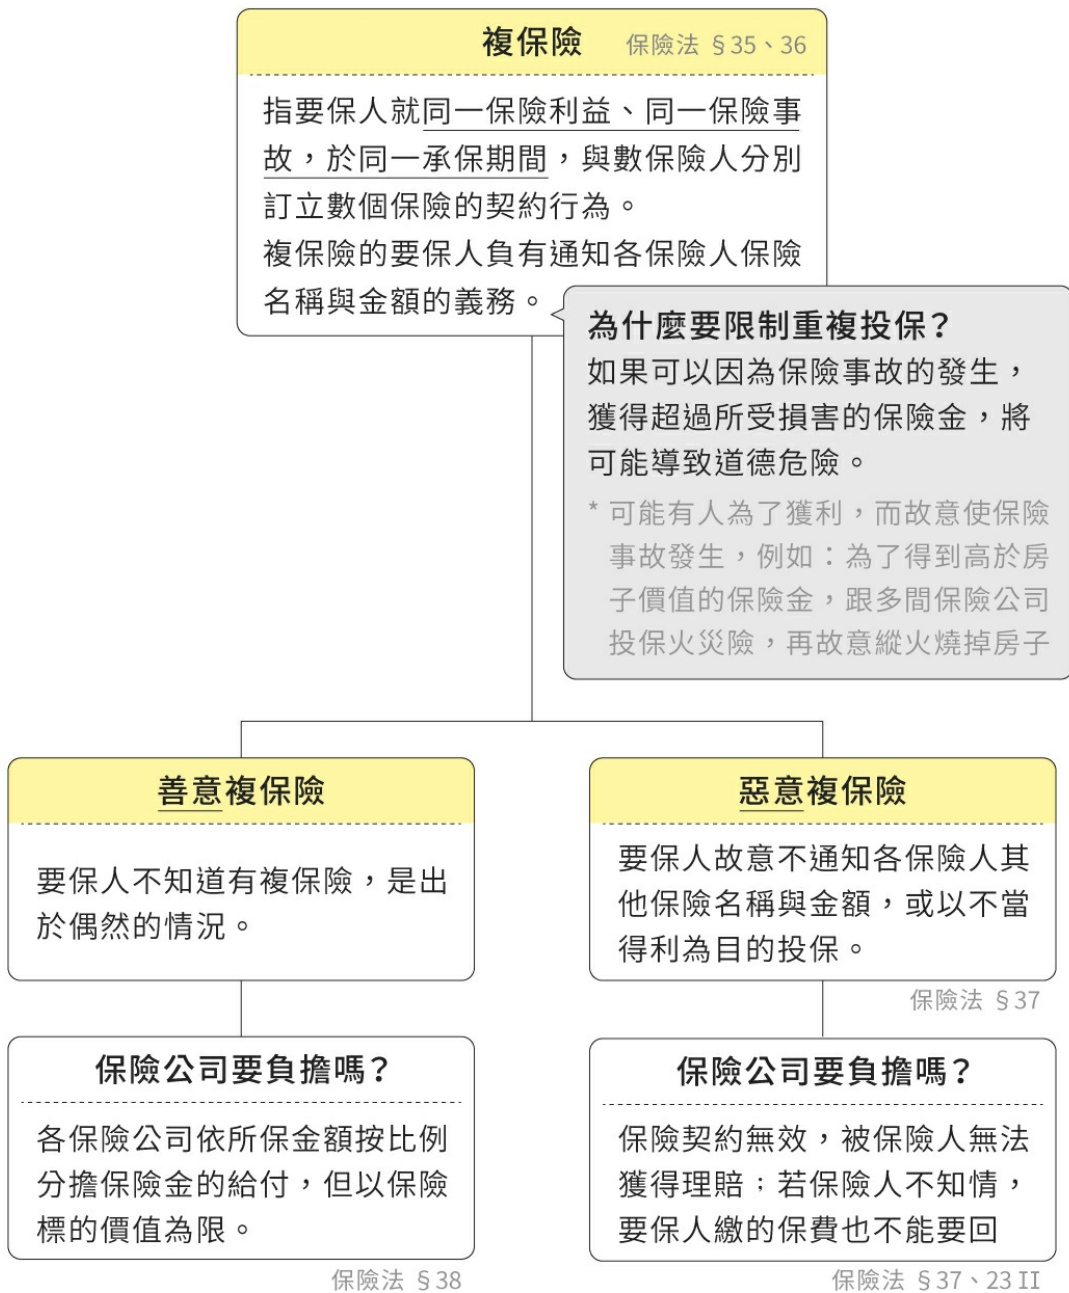 複保險 保險法 §35、36
指要保人就同一保險利益、同一保險事
故，於同一承保期間，與數保險人分別
訂立數個保險的契約行為。
複保險的要保人負有通知各保險人保險
名稱與金額的義務。
為什麼要限制重複投保？
如果可以因為保險事故的發生，
獲得超過所受損害的保險金，將
可能導致道德危險。
* 可能有人為了獲利，而故意使保險
事故發生，例如：為了得到高於房
子價值的保險金，跟多間保險公司
投保火災險，再故意縱火燒掉房子
善意複保險
要保人不知道有複保險，是出
於偶然的情況。
保險公司要負擔嗎？
各保險公司依所保金額按比例
分擔保險金的給付，但以保險
標的價值為限。
保險法 §38
惡意複保險
要保人故意不通知各保險人其
他保險名稱與金額，或以不當
得利為目的投保。
保險法 §37
保險公司要負擔嗎？
保險契約無效，被保險人無法
獲得理賠；若保險人不知情，
要保人繳的保費也不能要回
保險法 §37、23 II